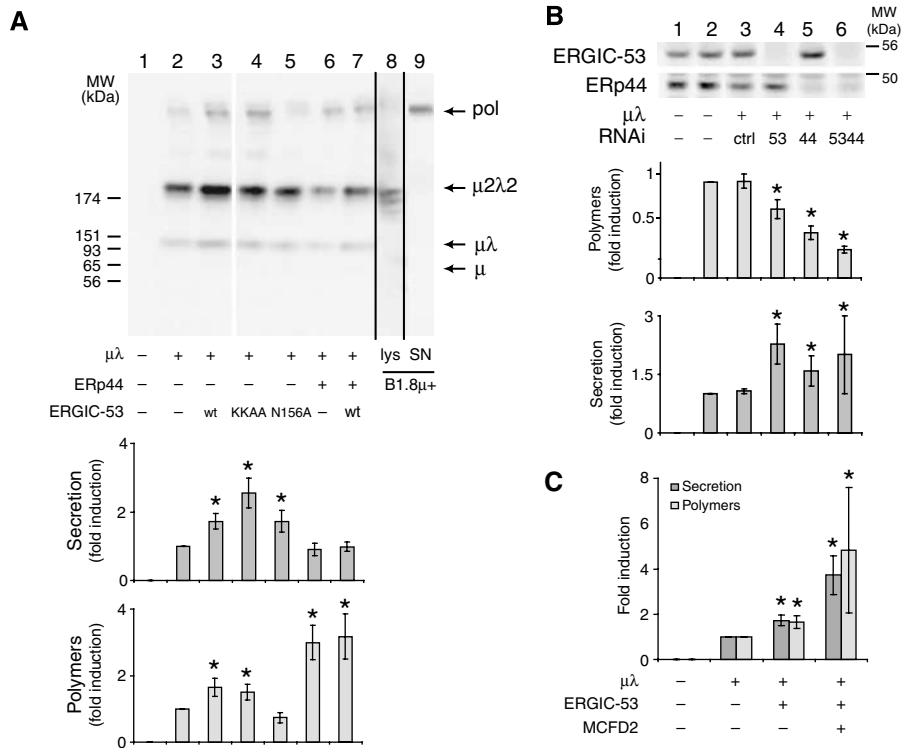 A
1 2 3 4 5 6 7 8 9
MW
(kDa)
pol
174
μ2λ2
151
93
μλ
65
μ
56
μλ – + + + + + + lys SN
ERp44 – – – – – + + B1.8μ+
ERGIC-53 – – wt KKAA N156A – wt
Secretion
(fold induction)
4
2
0
* * *
Polymers
(fold induction)
4
2
0
* * * *
B
1 2 3 4 5 6
MW
(kDa)
ERGIC-53
56
ERp44
50
μλ – – + + + +
RNAi – – ctrl 53 44 5344
Polymers
(fold induction)
1
0.5
0
* * *
Secretion
(fold induction)
3
1.5
0
* * *
C
Fold induction
8
6
4
2
0
Secretion
Polymers
* * * *
μλ – + + +
ERGIC-53 – – + +
MCFD2 – – – +